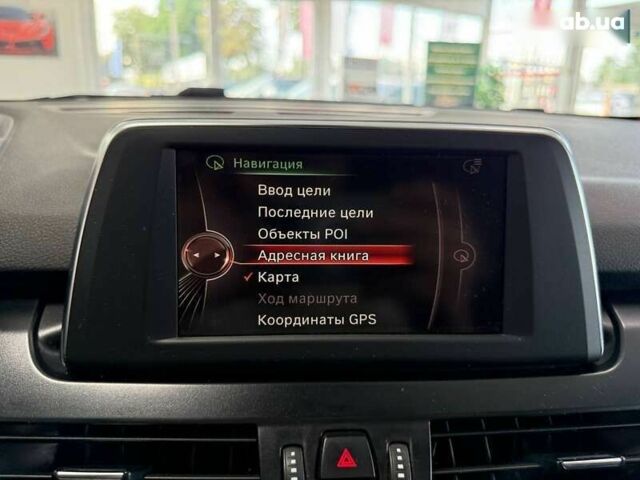 ab.ua
Навигация
Ввод цели
Последние цели
Объекты POI
Адресная книга
Карта
Ход маршрута
Координаты GPS